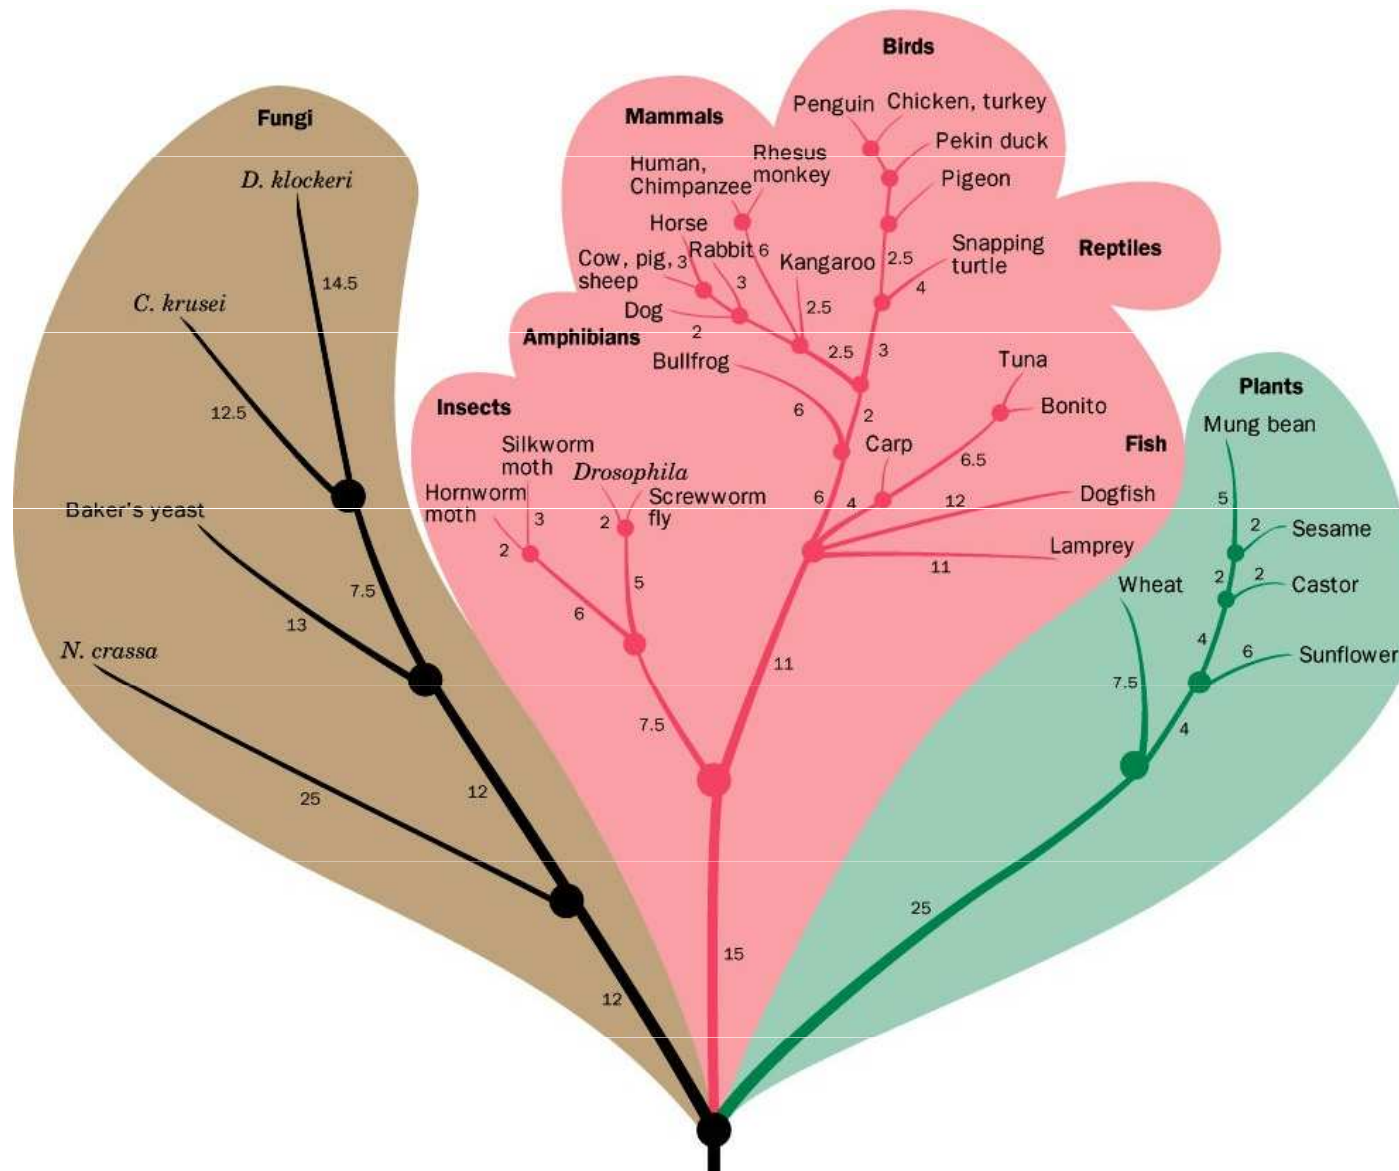 Birds
Penguin
Chicken, turkey
Mammals
Fungi
Pekin duck
Rhesus
monkey
Human,
Chimpanzee
D. klockeri
Pigeon
Horse
Snapping
turtle
Reptiles
Rabbit
6
Kangaroo
2.5
Cow, pig,
sheep
3
3
4
14.5
C. krusei
Dog
2.5
2
Amphibians
2.5
3
Bullfrog
Tuna
Plants
Insects
6
2
Bonito
12.5
Mung bean
Silkworm
moth
Carp
Fish
Drosophila
6.5
Hornworm
moth
Screwworm
fly
Dogfish
5
6
4
12
Baker's yeast
3
2
2
Sesame
2
Lamprey
11
5
2
2
Castor
Wheat
7.5
6
13
4
6
Sunflower
N. crassa
11
7.5
7.5
4
12
25
25
15
12